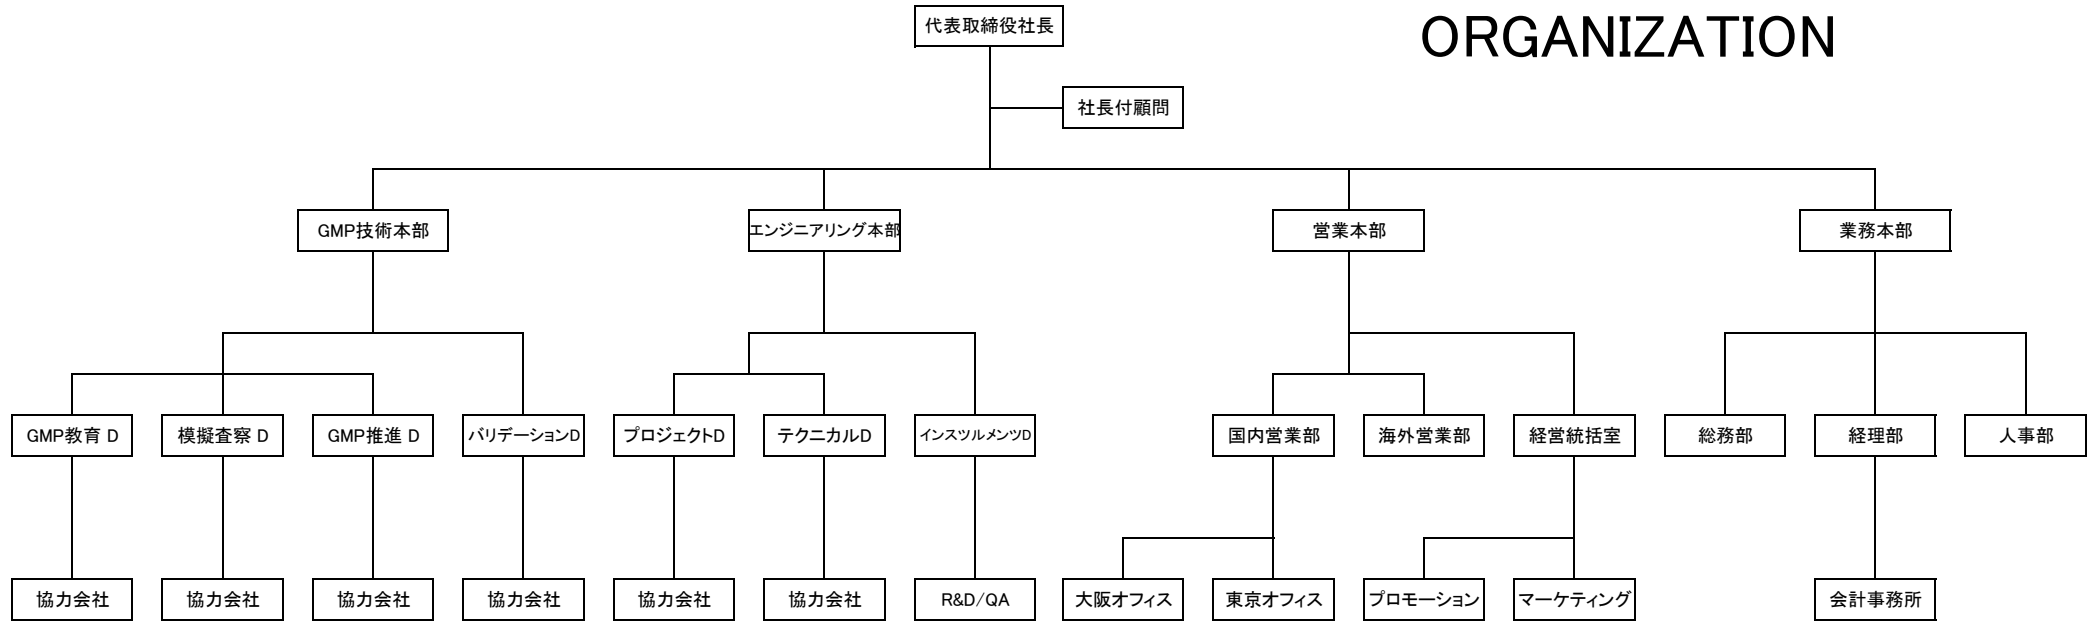 代表取締役社長
ORGANIZATION
社長付顧問
GMP技術本部
エンジニアリング本部
営業本部
業務本部
GMP教育 D
模擬査察 D
GMP推進 D
バリデーションD
プロジェクトD
テクニカルD
インスツルメンツD
国内営業部
海外営業部
経営統括室
総務部
経理部
人事部
協力会社
協力会社
協力会社
協力会社
協力会社
協力会社
R&D/QA
大阪オフィス
東京オフィス
プロモーション
マーケティング
会計事務所